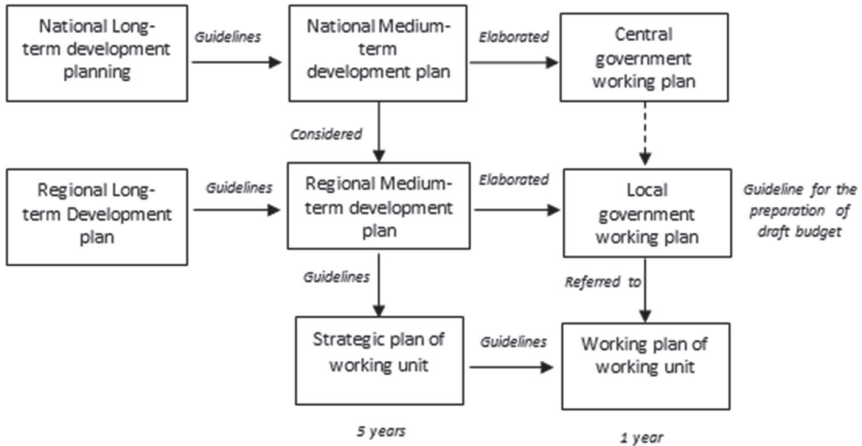 National Long-
term development
planning
Guidelines
National Medium-
term
development plan
Elaborated
Central
government
working plan
Considered
Regional Long-
term Development
plan
Guidelines
Regional Medium-
term development
plan
Elaborated
Local
government
working plan
Guideline for the
preparation of
draft budget
Guidelines
Referred to
Strategic plan of
working unit
Guidelines
Working plan of
working unit
5 years
1 year